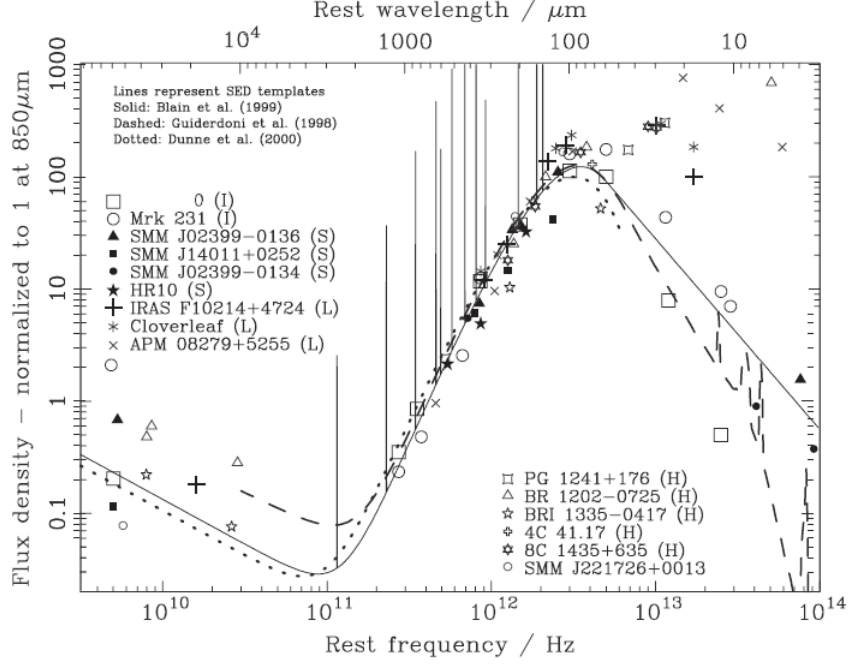 Rest wavelength / μm
10⁴
1000
100
10
1000
100
10
1
0.1
Flux density – normalized to 1 at 850μm
Lines represent SED templates
Solid: Blain et al. (1999)
Dashed: Guiderdoni et al. (1998)
Dotted: Dunne et al. (2000)
0 (I)
Mrk 231 (I)
SMM J02399–0136 (S)
SMM J14011+0252 (S)
SMM J02399–0134 (S)
HR10 (S)
IRAS F10214+4724 (L)
Cloverleaf (L)
APM 08279+5255 (L)
PG 1241+176 (H)
BR 1202–0725 (H)
BRI 1335–0417 (H)
4C 41.17 (H)
8C 1435+635 (H)
SMM J221726+0013
10¹⁰
10¹¹
10¹²
10¹³
10¹⁴
Rest frequency / Hz